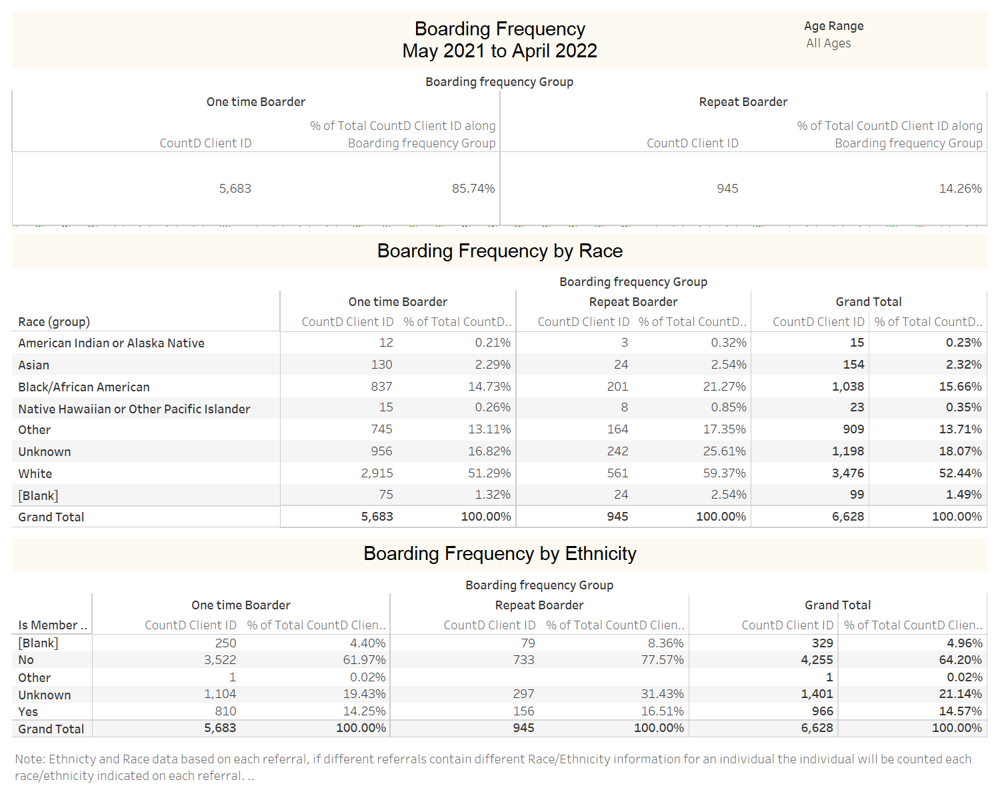 Boarding Frequency
May 2021 to April 2022
Age Range
All Ages
Boarding frequency Group
One time Boarder Repeat Boarder
% of Total CountD Client ID along % of Total CountD Client ID along
CountD Client ID Boarding frequency Group CountD Client ID Boarding frequency Group
5,683 85.74% 945 14.26%
Boarding Frequency by Race
Boarding frequency Group
One time Boarder Repeat Boarder Grand Total
Race (group) CountD Client ID % of Total CountD.. CountD Client ID % of Total CountD.. CountD Client ID % of Total CountD..
American Indian or Alaska Native 12 0.21% 3 0.32% 15 0.23%
Asian 130 2.29% 24 2.54% 154 2.32%
Black/African American 837 14.73% 201 21.27% 1,038 15.66%
Native Hawaiian or Other Pacific Islander 15 0.26% 8 0.85% 23 0.35%
Other 745 13.11% 164 17.35% 909 13.71%
Unknown 956 16.82% 242 25.61% 1,198 18.07%
White 2,915 51.29% 561 59.37% 3,476 52.44%
[Blank] 75 1.32% 24 2.54% 99 1.49%
Grand Total 5,683 100.00% 945 100.00% 6,628 100.00%
Boarding Frequency by Ethnicity
Boarding frequency Group
One time Boarder Repeat Boarder Grand Total
Is Member .. CountD Client ID % of Total CountD Clien.. CountD Client ID % of Total CountD Clien.. CountD Client ID % of Total CountD Clien..
[Blank] 250 4.40% 79 8.36% 329 4.96%
No 3,522 61.97% 733 77.57% 4,255 64.20%
Other 1 0.02% 1 0.02%
Unknown 1,104 19.43% 297 31.43% 1,401 21.14%
Yes 810 14.25% 156 16.51% 966 14.57%
Grand Total 5,683 100.00% 945 100.00% 6,628 100.00%
Note: Ethnicty and Race data based on each referral, if different referrals contain different Race/Ethnicity information for an individual the individual will be counted each
race/ethnicity indicated on each referral. ..